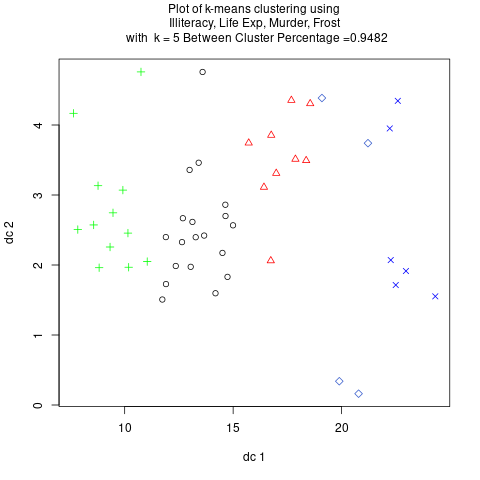 Plot of k-means clustering using
Illiteracy, Life Exp, Murder, Frost
with k = 5 Between Cluster Percentage =0.9482
dc 2
4
3
2
1
0
10 15 20
dc 1